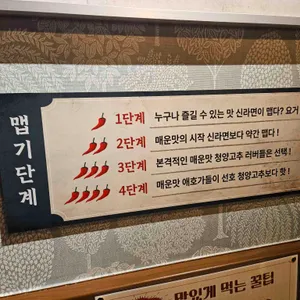 맵기단계
1단계 누구나 즐길 수 있는 맛 신라면이 맵다? 요거
2단계 매운맛의 시작 신라면보다 약간 맵다!
3단계 본격적인 매운맛 청양고추 러버들은 선택!
4단계 매운맛 애호가들이 선호 청양고추보다 핫!
맛있게 먹는 꿀팁